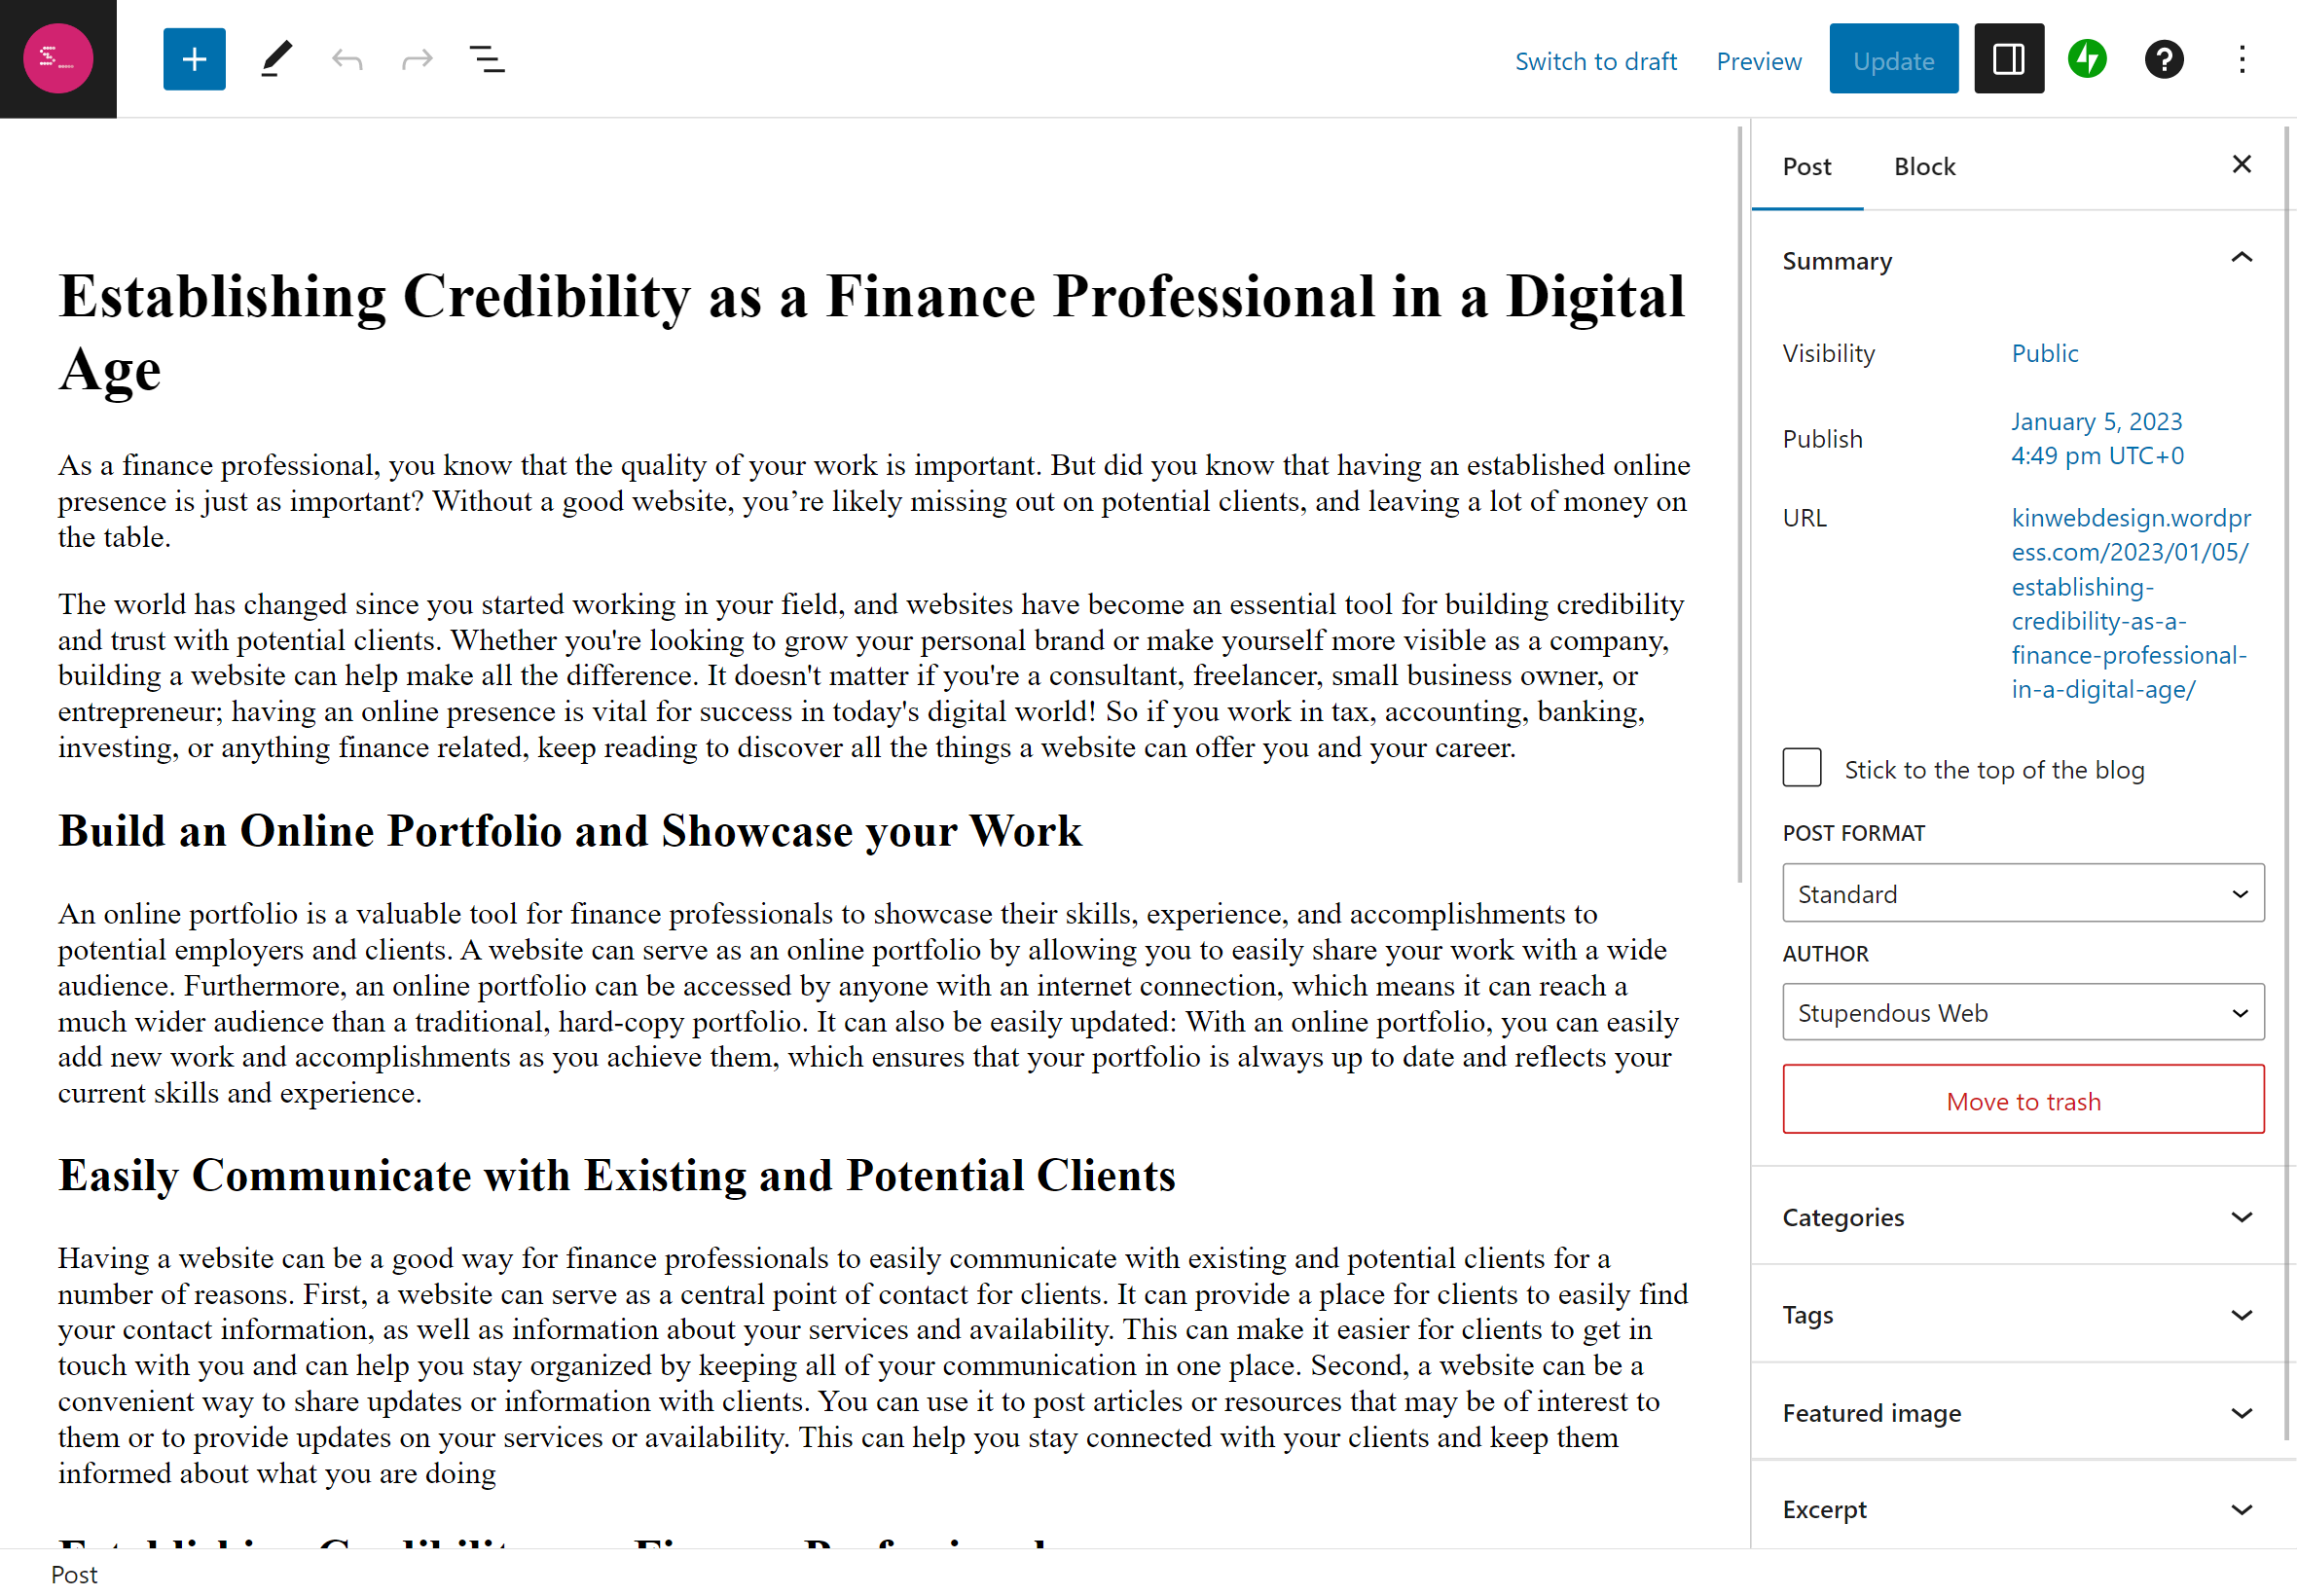 S_
Switch to draft
Preview
Update
?
Establishing Credibility as a Finance Professional in a Digital
Age
As a finance professional, you know that the quality of your work is important. But did you know that having an established online
presence is just as important? Without a good website, you’re likely missing out on potential clients, and leaving a lot of money on
the table.
The world has changed since you started working in your field, and websites have become an essential tool for building credibility
and trust with potential clients. Whether you're looking to grow your personal brand or make yourself more visible as a company,
building a website can help make all the difference. It doesn't matter if you're a consultant, freelancer, small business owner, or
entrepreneur; having an online presence is vital for success in today's digital world! So if you work in tax, accounting, banking,
investing, or anything finance related, keep reading to discover all the things a website can offer you and your career.
Build an Online Portfolio and Showcase your Work
An online portfolio is a valuable tool for finance professionals to showcase their skills, experience, and accomplishments to
potential employers and clients. A website can serve as an online portfolio by allowing you to easily share your work with a wide
audience. Furthermore, an online portfolio can be accessed by anyone with an internet connection, which means it can reach a
much wider audience than a traditional, hard-copy portfolio. It can also be easily updated: With an online portfolio, you can easily
add new work and accomplishments as you achieve them, which ensures that your portfolio is always up to date and reflects your
current skills and experience.
Easily Communicate with Existing and Potential Clients
Having a website can be a good way for finance professionals to easily communicate with existing and potential clients for a
number of reasons. First, a website can serve as a central point of contact for clients. It can provide a place for clients to easily find
your contact information, as well as information about your services and availability. This can make it easier for clients to get in
touch with you and can help you stay organized by keeping all of your communication in one place. Second, a website can be a
convenient way to share updates or information with clients. You can use it to post articles or resources that may be of interest to
them or to provide updates on your services or availability. This can help you stay connected with your clients and keep them
informed about what you are doing
Post
Post
Block
Summary
Visibility
Public
Publish
January 5, 2023
4:49 pm UTC+0
URL
kinwebdesign.wordpr
ess.com/2023/01/05/
establishing-
credibility-as-a-
finance-professional-
in-a-digital-age/
Stick to the top of the blog
POST FORMAT
Standard
AUTHOR
Stupendous Web
Move to trash
Categories
Tags
Featured image
Excerpt